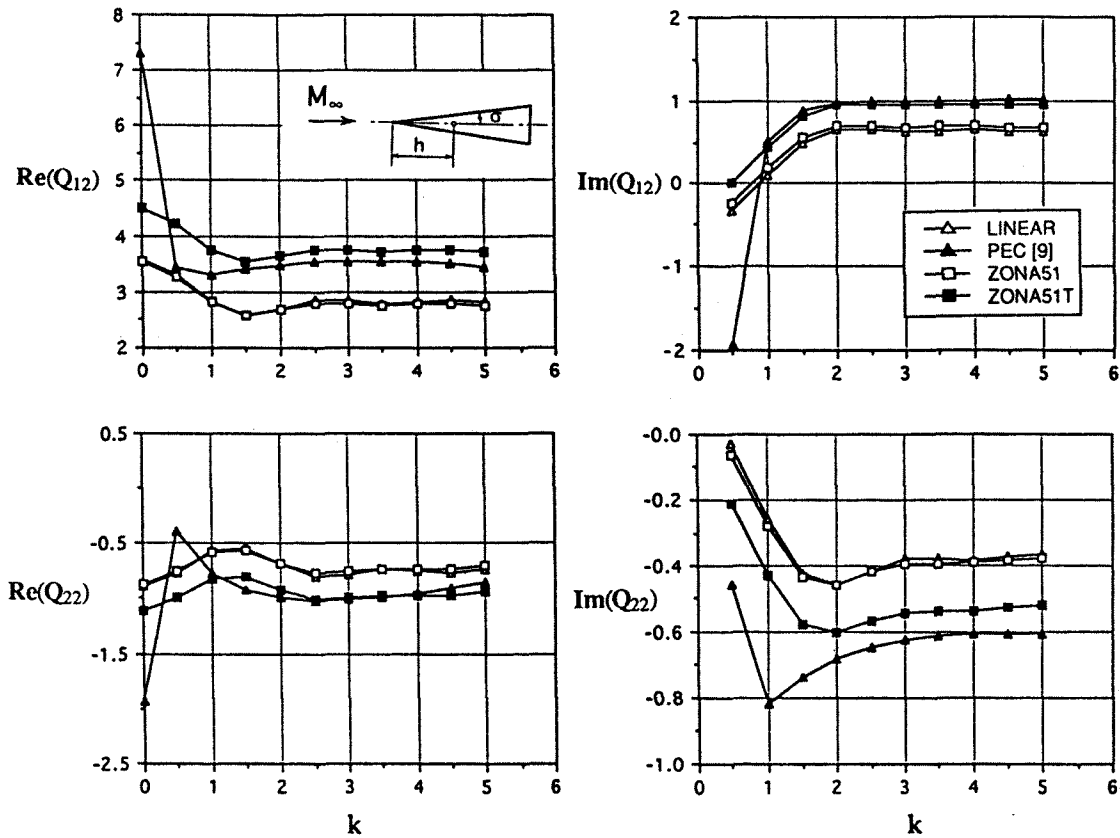 8
7
6
Re(Q12)
5
4
3
2
0 1 2 3 4 5 6
M∞
σ
h
2
1
Im(Q12)
0
-1
-2
0 1 2 3 4 5 6
LINEAR
PEC [9]
ZONA51
ZONA51T
0.5
-0.5
Re(Q22)
-1.5
-2.5
0 1 2 3 4 5 6
k
-0.0
-0.2
-0.4
Im(Q22)
-0.6
-0.8
-1.0
0 1 2 3 4 5 6
k